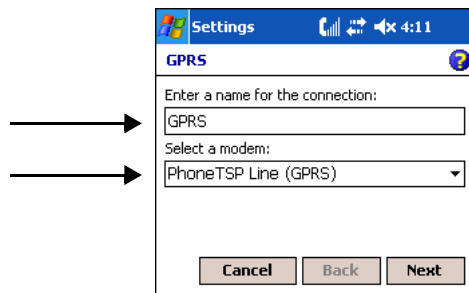 Settings 4:11
GPRS
Enter a name for the connection:
GPRS
Select a modem:
PhoneTSP Line (GPRS)
Cancel Back Next